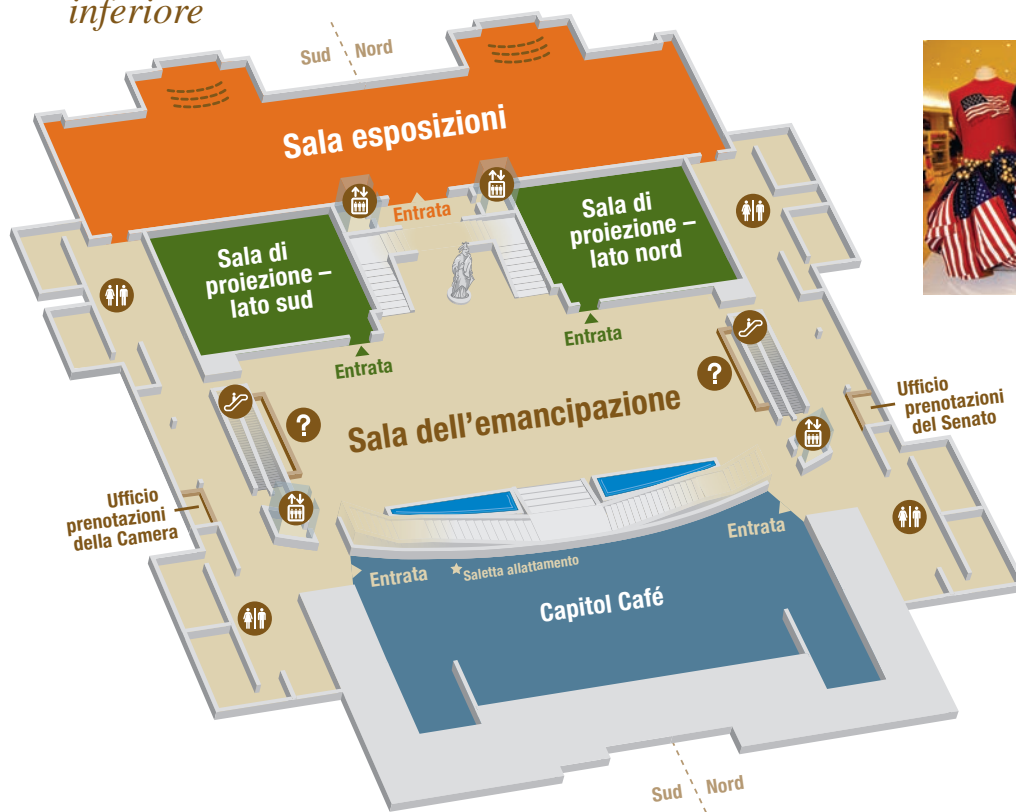 inferiore
Sud Nord
Sala esposizioni
Entrata
Sala di
proiezione –
lato sud
Sala di
proiezione –
lato nord
Entrata
Entrata
?
?
Sala dell'emancipazione
Ufficio
prenotazioni
del Senato
Ufficio
prenotazioni
della Camera
Entrata
Entrata
Saletta allattamento
Capitol Café
Sud Nord